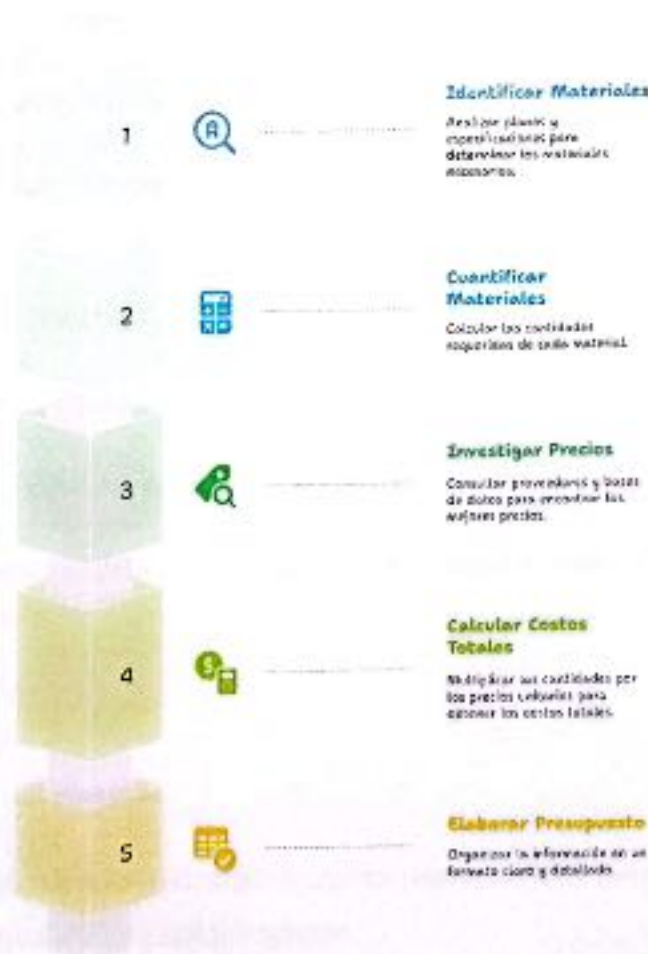 1
Identificar Materiales
Analizar planos y
especificaciones para
determinar los materiales
necesarios.
2
Cuantificar
Materiales
Calcular las cantidades
requeridas de cada material.
3
Investigar Precios
Consultar proveedores y bases
de datos para encontrar los
mejores precios.
4
Calcular Costos
Totales
Multiplicar las cantidades por
los precios unitarios para
obtener los costos totales.
5
Elaborar Presupuesto
Organizar la información en un
formato claro y detallado.